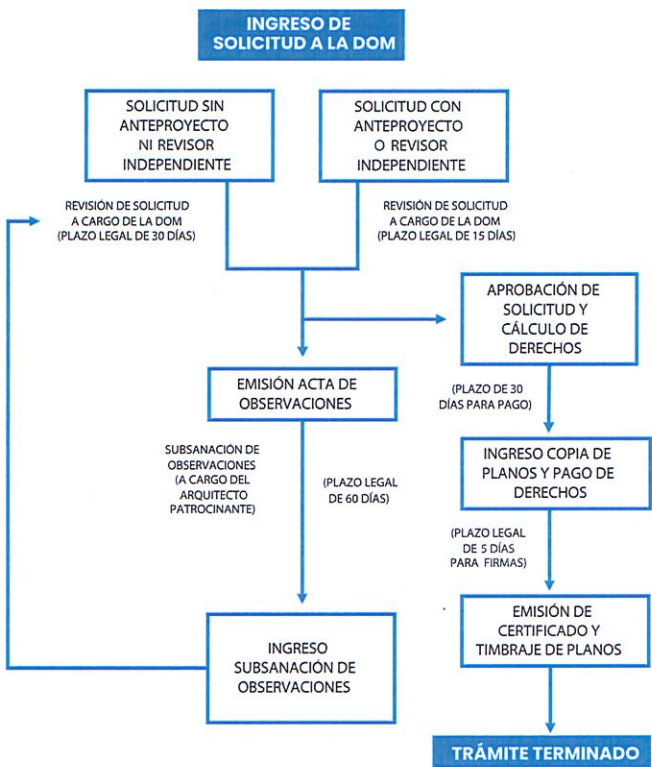 INGRESO DE
SOLICITUD A LA DOM
SOLICITUD SIN
ANTEPROYECTO
NI REVISOR
INDEPENDIENTE
SOLICITUD CON
ANTEPROYECTO
O REVISOR
INDEPENDIENTE
REVISIÓN DE SOLICITUD
A CARGO DE LA DOM
(PLAZO LEGAL DE 30 DÍAS)
REVISIÓN DE SOLICITUD
A CARGO DE LA DOM
(PLAZO LEGAL DE 15 DÍAS)
APROBACIÓN DE
SOLICITUD Y
CÁLCULO DE
DERECHOS
EMISIÓN ACTA DE
OBSERVACIONES
(PLAZO DE 30
DÍAS PARA PAGO)
SUBSANACIÓN DE
OBSERVACIONES
(A CARGO DEL
ARQUITECTO
PATROCINANTE)
(PLAZO LEGAL
DE 60 DÍAS)
INGRESO COPIA DE
PLANOS Y PAGO DE
DERECHOS
(PLAZO LEGAL
DE 5 DÍAS
PARA FIRMAS)
INGRESO
SUBSANACIÓN DE
OBSERVACIONES
EMISIÓN DE
CERTIFICADO Y
TIMBRAJE DE PLANOS
TRÁMITE TERMINADO